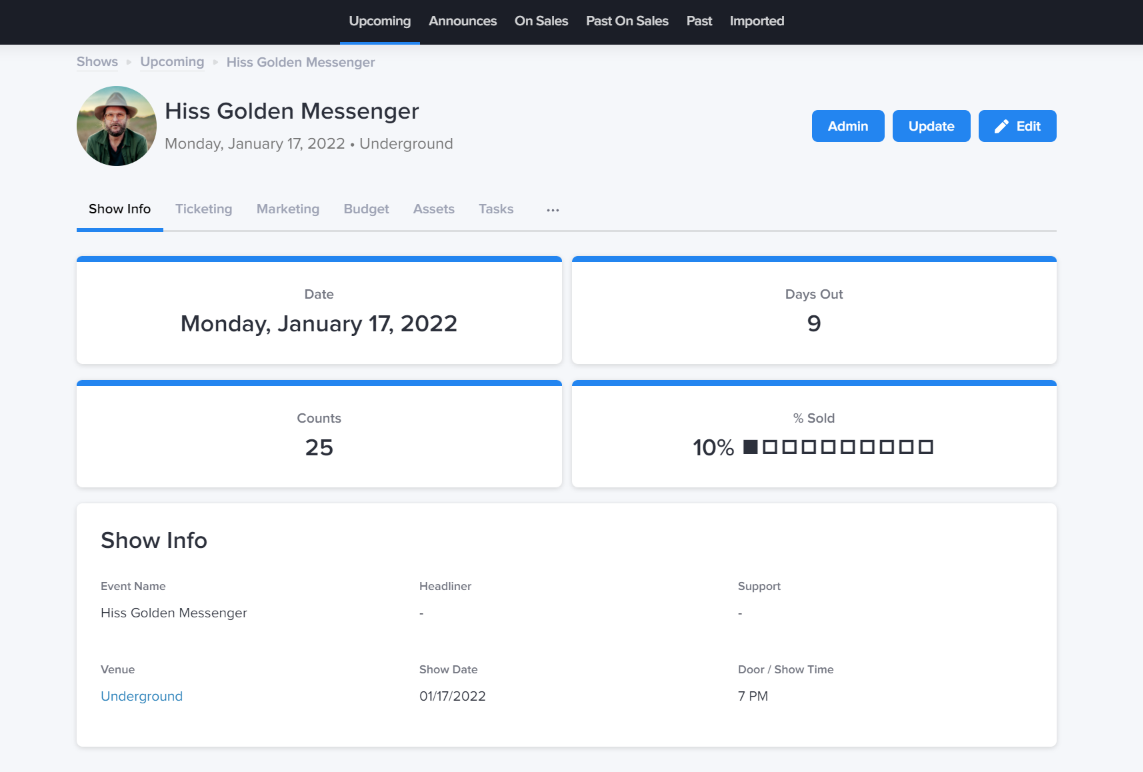 Upcoming Announces On Sales Past On Sales Past Imported
Shows Upcoming Hiss Golden Messenger
Hiss Golden Messenger
Monday, January 17, 2022 • Underground
Admin Update Edit
Show Info Ticketing Marketing Budget Assets Tasks ...
Date
Monday, January 17, 2022
Days Out
9
Counts
25
% Sold
10%
Show Info
Event Name Headliner Support
Hiss Golden Messenger - -
Venue Show Date Door / Show Time
Underground 01/17/2022 7 PM